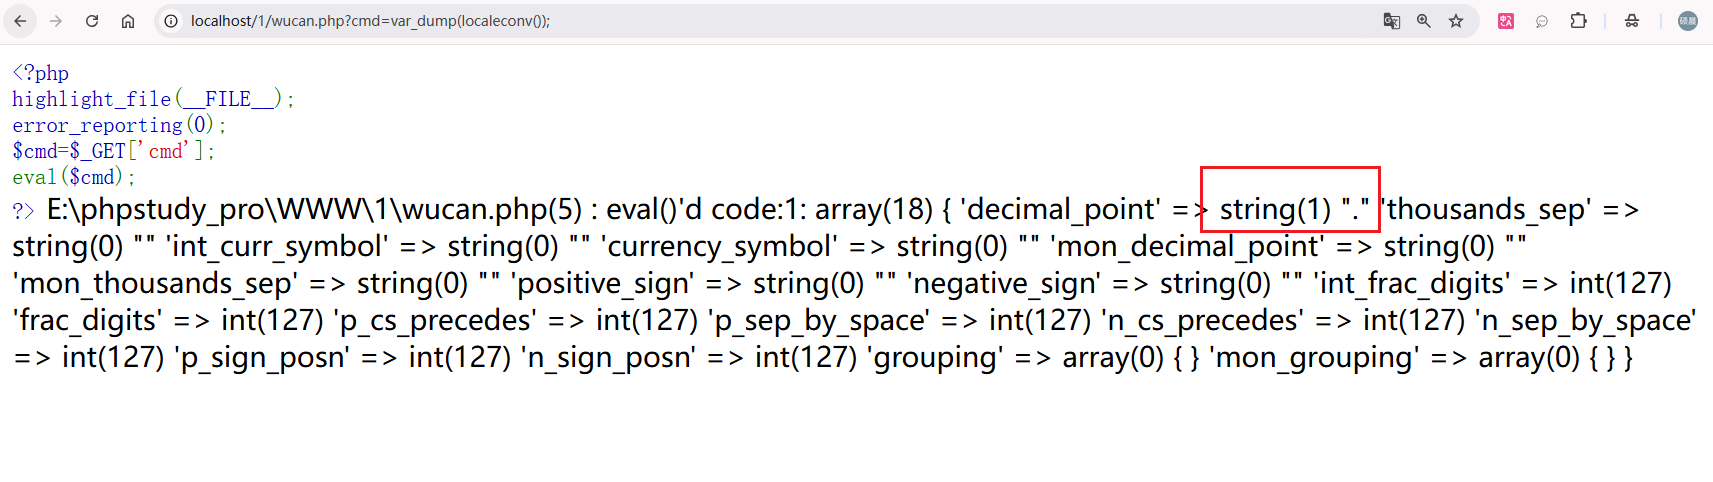 localhost/1/wucan.php?cmd=var_dump(localeconv());
<?php
highlight_file(__FILE__);
error_reporting(0);
$cmd=$_GET['cmd'];
eval($cmd);
?> E:\phpstudy_pro\WWW\1\wucan.php(5) : eval()'d code:1: array(18) { 'decimal_point' => string(1) "." 'thousands_sep' =>
string(0) "" 'int_curr_symbol' => string(0) "" 'currency_symbol' => string(0) "" 'mon_decimal_point' => string(0) ""
'mon_thousands_sep' => string(0) "" 'positive_sign' => string(0) "" 'negative_sign' => string(0) "" 'int_frac_digits' => int(127)
'frac_digits' => int(127) 'p_cs_precedes' => int(127) 'p_sep_by_space' => int(127) 'n_cs_precedes' => int(127) 'n_sep_by_space'
=> int(127) 'p_sign_posn' => int(127) 'n_sign_posn' => int(127) 'grouping' => array(0) { } 'mon_grouping' => array(0) { } }